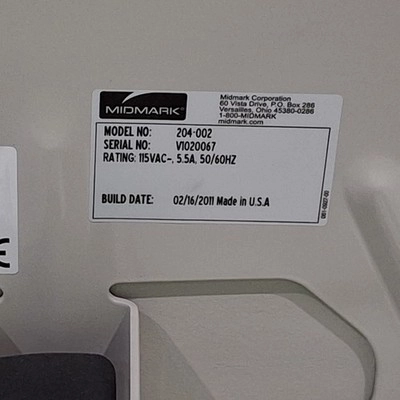 MIDMARK
Midmark Corporation
60 Vista Drive, P.O. Box 286
Versailles, Ohio 45380-0286
1-800-MIDMARK
midmark.com
MODEL NO: 204-002
SERIAL NO: V1020067
RATING: 115VAC~, 5.5A, 50/60HZ
BUILD DATE: 02/16/2011 Made in U.S.A
CE